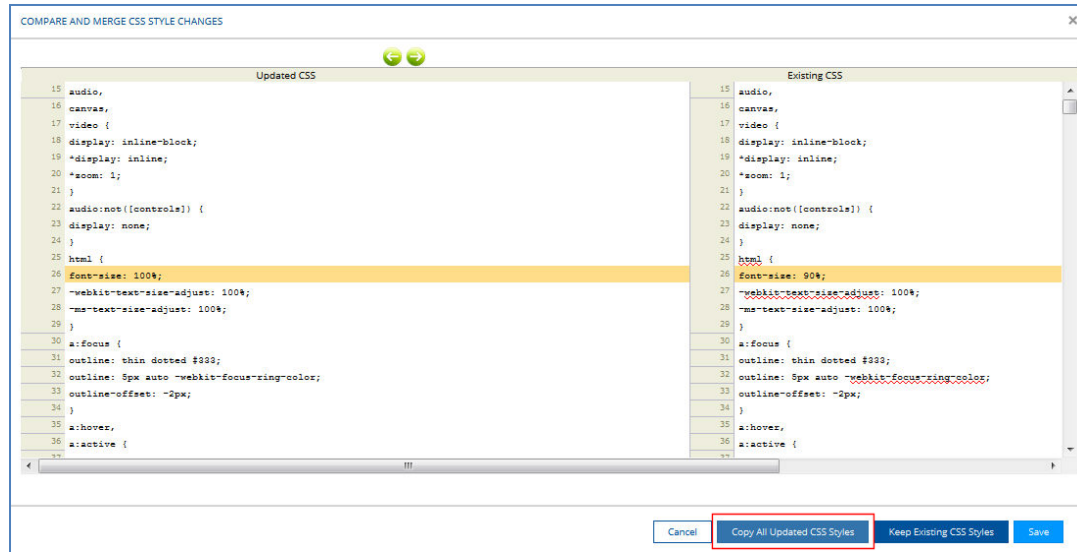 COMPARE AND MERGE CSS STYLE CHANGES
×
Updated CSS
15 audio,
16 canvas,
17 video {
18 display: inline-block;
19 *display: inline;
20 *zoom: 1;
21 }
22 audio:not([controls]) {
23 display: none;
24 }
25 html {
26 font-size: 100%;
27 -webkit-text-size-adjust: 100%;
28 -ms-text-size-adjust: 100%;
29 }
30 a:focus {
31 outline: thin dotted #333;
32 outline: 5px auto -webkit-focus-ring-color;
33 outline-offset: -2px;
34 }
35 a:hover,
36 a:active {
37
Existing CSS
15 audio,
16 canvas,
17 video {
18 display: inline-block;
19 *display: inline;
20 *zoom: 1;
21 }
22 audio:not([controls]) {
23 display: none;
24 }
25 html {
26 font-size: 90%;
27 -webkit-text-size-adjust: 100%;
28 -ms-text-size-adjust: 100%;
29 }
30 a:focus {
31 outline: thin dotted #333;
32 outline: 5px auto -webkit-focus-ring-color;
33 outline-offset: -2px;
34 }
35 a:hover,
36 a:active {
37
Cancel Copy All Updated CSS Styles Keep Existing CSS Styles Save